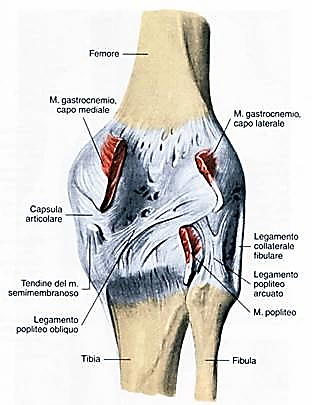 Femore
M. gastrocnemio,
capo mediale
M. gastrocnemio,
capo laterale
Capsula
articolare
Legamento
collaterale
fibulare
Legamento
popliteo
arcuato
Tendine del m.
semimembranoso
M. popliteo
Legamento
popliteo obliquo
Tibia
Fibula